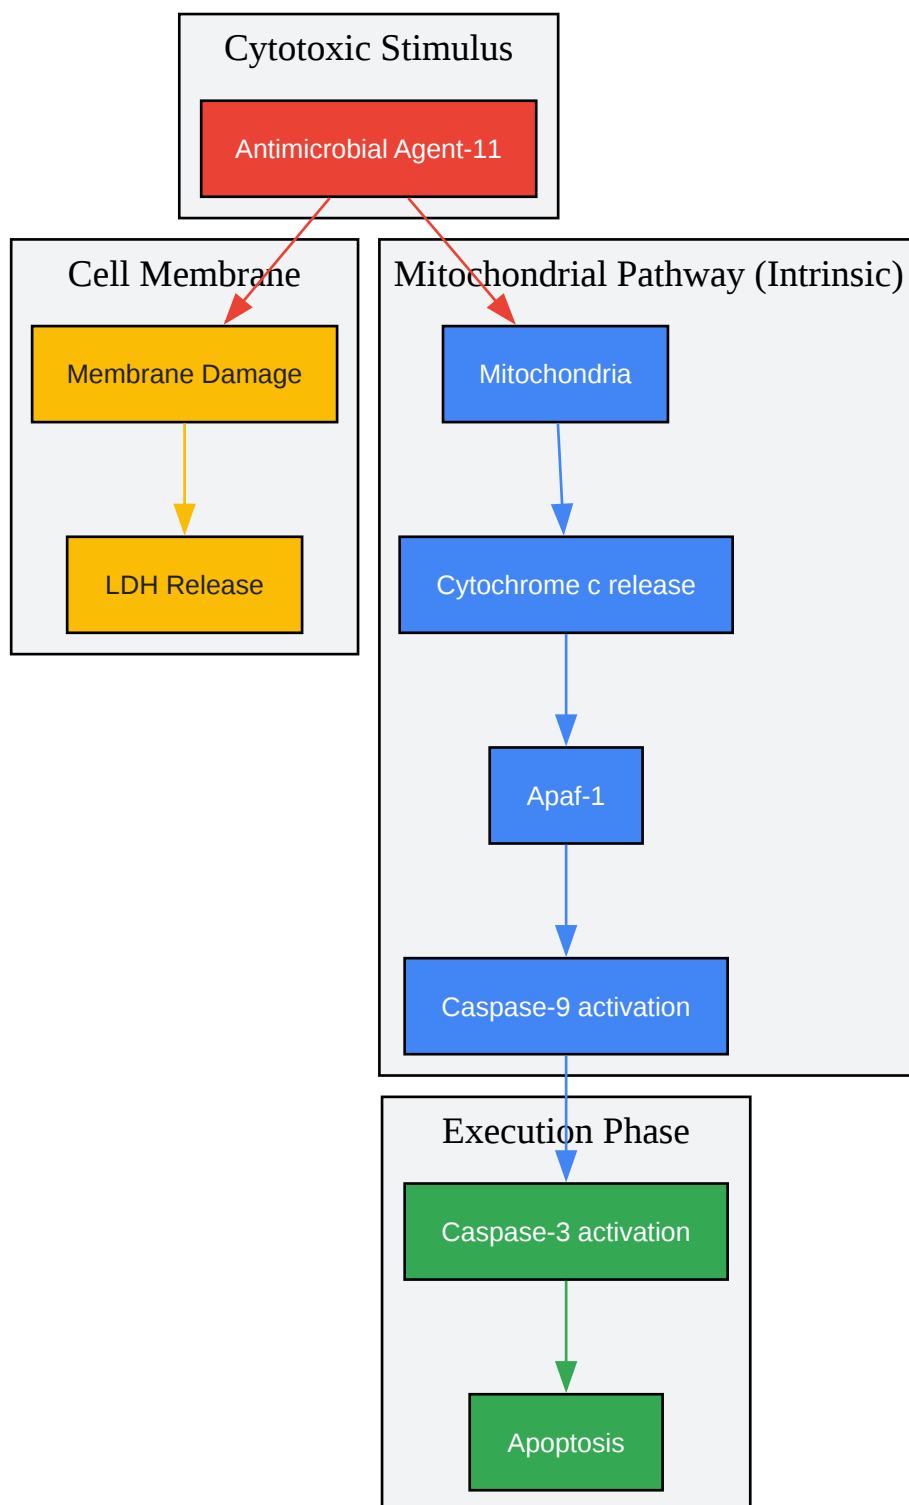 Cytotoxic Stimulus
Antimicrobial Agent-11
Cell Membrane
Membrane Damage
LDH Release
Mitochondrial Pathway (Intrinsic)
Mitochondria
Cytochrome c release
Apaf-1
Caspase-9 activation
Execution Phase
Caspase-3 activation
Apoptosis